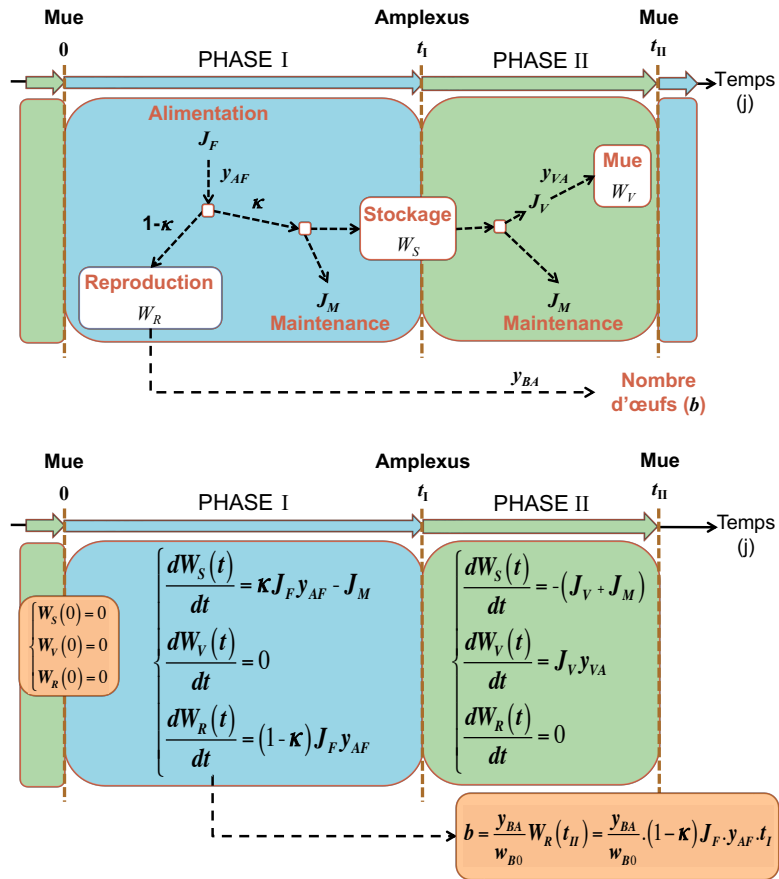 Mue Amplexus Mue
0 t_I t_II
PHASE I PHASE II
Temps
(j)
Alimentation
J_F
y_AF
κ
1-κ
Reproduction
W_R
J_M
Maintenance
Stockage
W_S
y_VA
J_V
Mue
W_V
J_M
Maintenance
y_BA
Nombre
d'œufs (b)
Mue Amplexus Mue
0 t_I t_II
PHASE I PHASE II
Temps
(j)
W_S(0)=0
W_V(0)=0
W_R(0)=0
dW_S(t)/dt = κJ_F y_AF - J_M
dW_V(t)/dt = 0
dW_R(t)/dt = (1-κ)J_F y_AF
dW_S(t)/dt = -(J_V + J_M)
dW_V(t)/dt = J_V y_VA
dW_R(t)/dt = 0
b = y_BA/w_B0 W_R(t_II) = y_BA/w_B0 .(1-κ)J_F.y_AF.t_I